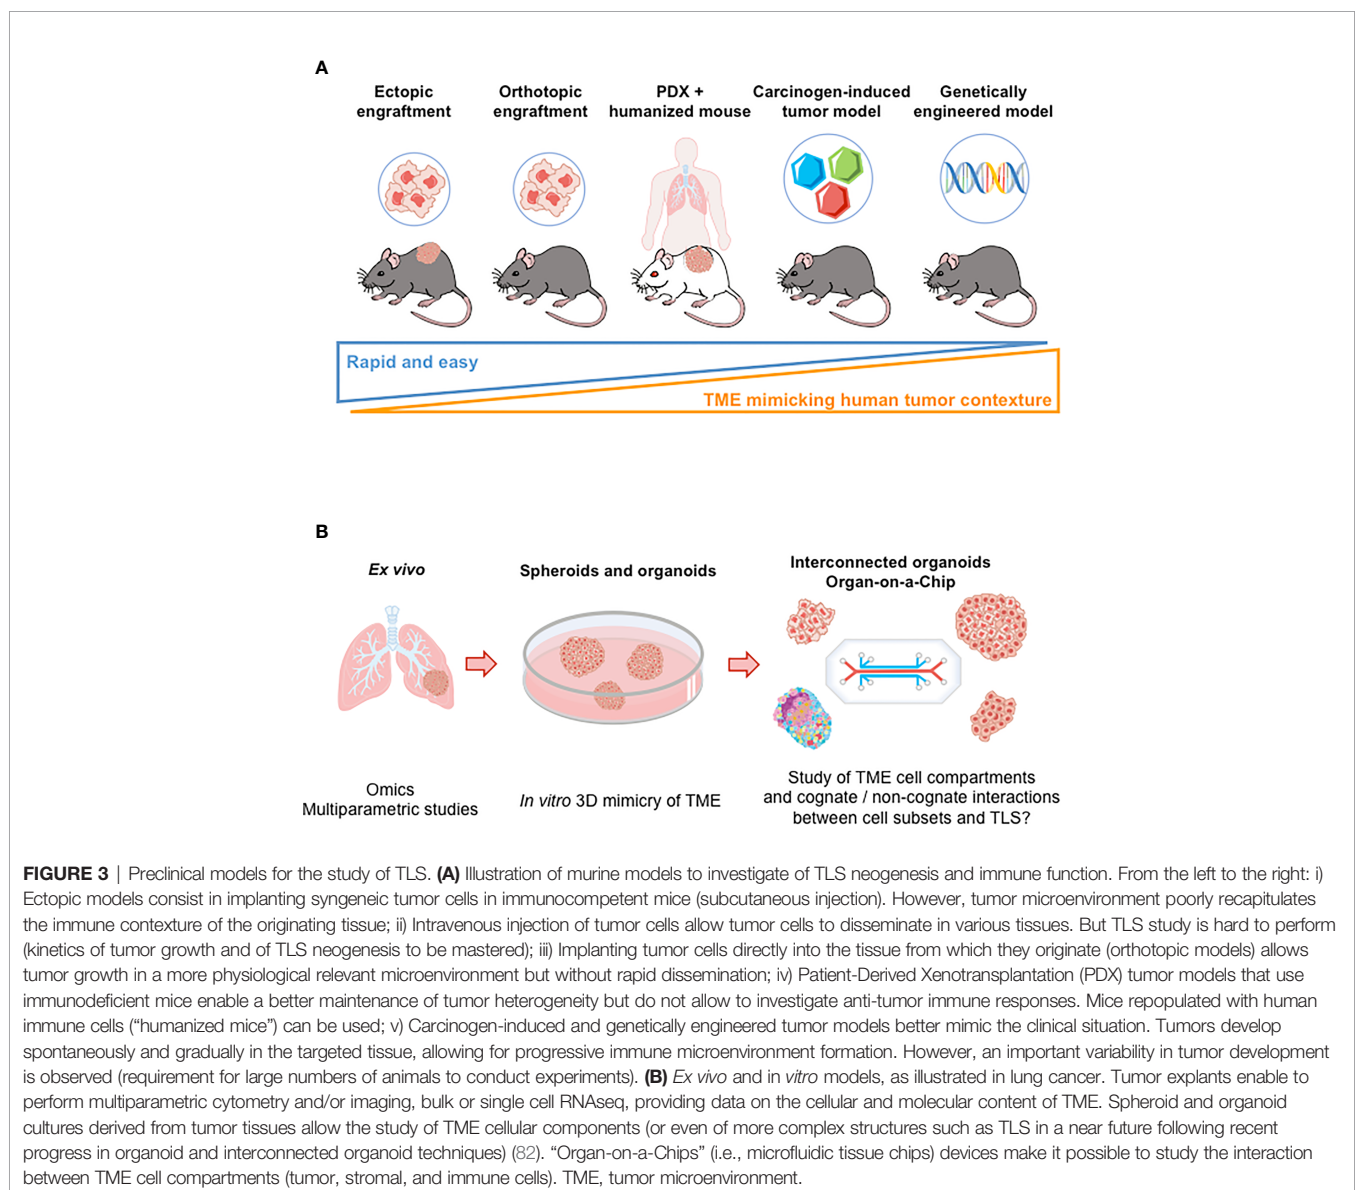 A
Ectopic
engraftment
Orthotopic
engraftment
PDX +
humanized mouse
Carcinogen-induced
tumor model
Genetically
engineered model
Rapid and easy
TME mimicking human tumor contexture
B
Ex vivo
Spheroids and organoids
Interconnected organoids
Organ-on-a-Chip
Omics
Multiparametric studies
In vitro 3D mimicry of TME
Study of TME cell compartments
and cognate / non-cognate interactions
between cell subsets and TLS?
FIGURE 3 | Preclinical models for the study of TLS. (A) Illustration of murine models to investigate of TLS neogenesis and immune function. From the left to the right: i)
Ectopic models consist in implanting syngeneic tumor cells in immunocompetent mice (subcutaneous injection). However, tumor microenvironment poorly recapitulates
the immune contexture of the originating tissue; ii) Intravenous injection of tumor cells allow tumor cells to disseminate in various tissues. But TLS study is hard to perform
(kinetics of tumor growth and of TLS neogenesis to be mastered); iii) Implanting tumor cells directly into the tissue from which they originate (orthotopic models) allows
tumor growth in a more physiological relevant microenvironment but without rapid dissemination; iv) Patient-Derived Xenotransplantation (PDX) tumor models that use
immunodeficient mice enable a better maintenance of tumor heterogeneity but do not allow to investigate anti-tumor immune responses. Mice repopulated with human
immune cells (“humanized mice”) can be used; v) Carcinogen-induced and genetically engineered tumor models better mimic the clinical situation. Tumors develop
spontaneously and gradually in the targeted tissue, allowing for progressive immune microenvironment formation. However, an important variability in tumor development
is observed (requirement for large numbers of animals to conduct experiments). (B) Ex vivo and in vitro models, as illustrated in lung cancer. Tumor explants enable to
perform multiparametric cytometry and/or imaging, bulk or single cell RNAseq, providing data on the cellular and molecular content of TME. Spheroid and organoid
cultures derived from tumor tissues allow the study of TME cellular components (or even of more complex structures such as TLS in a near future following recent
progress in organoid and interconnected organoid techniques) (82). “Organ-on-a-Chips” (i.e., microfluidic tissue chips) devices make it possible to study the interaction
between TME cell compartments (tumor, stromal, and immune cells). TME, tumor microenvironment.